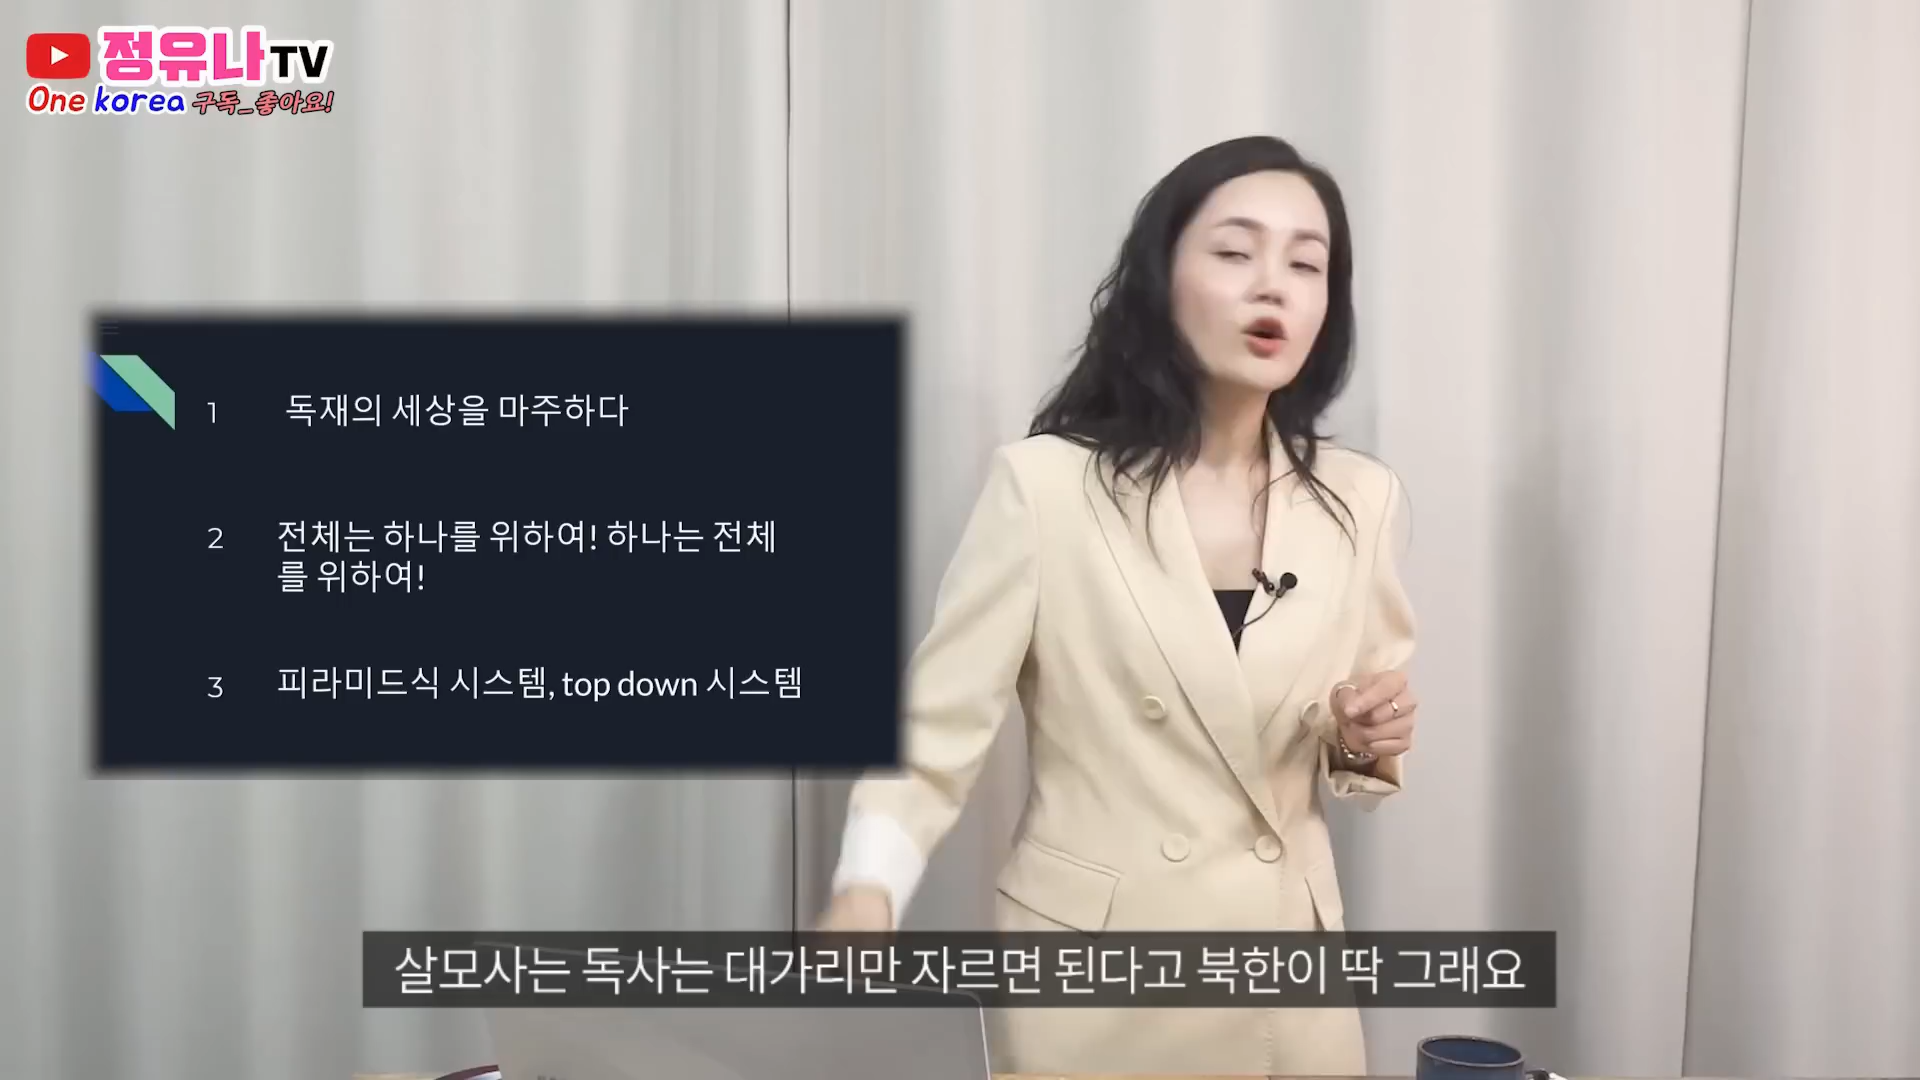 정유나TV
One korea 구독_좋아요!
1 독재의 세상을 마주하다
2 전체는 하나를 위하여! 하나는 전체
를 위하여!
3 피라미드식 시스템, top down 시스템
살모사는 독사는 대가리만 자르면 된다고 북한이 딱 그래요